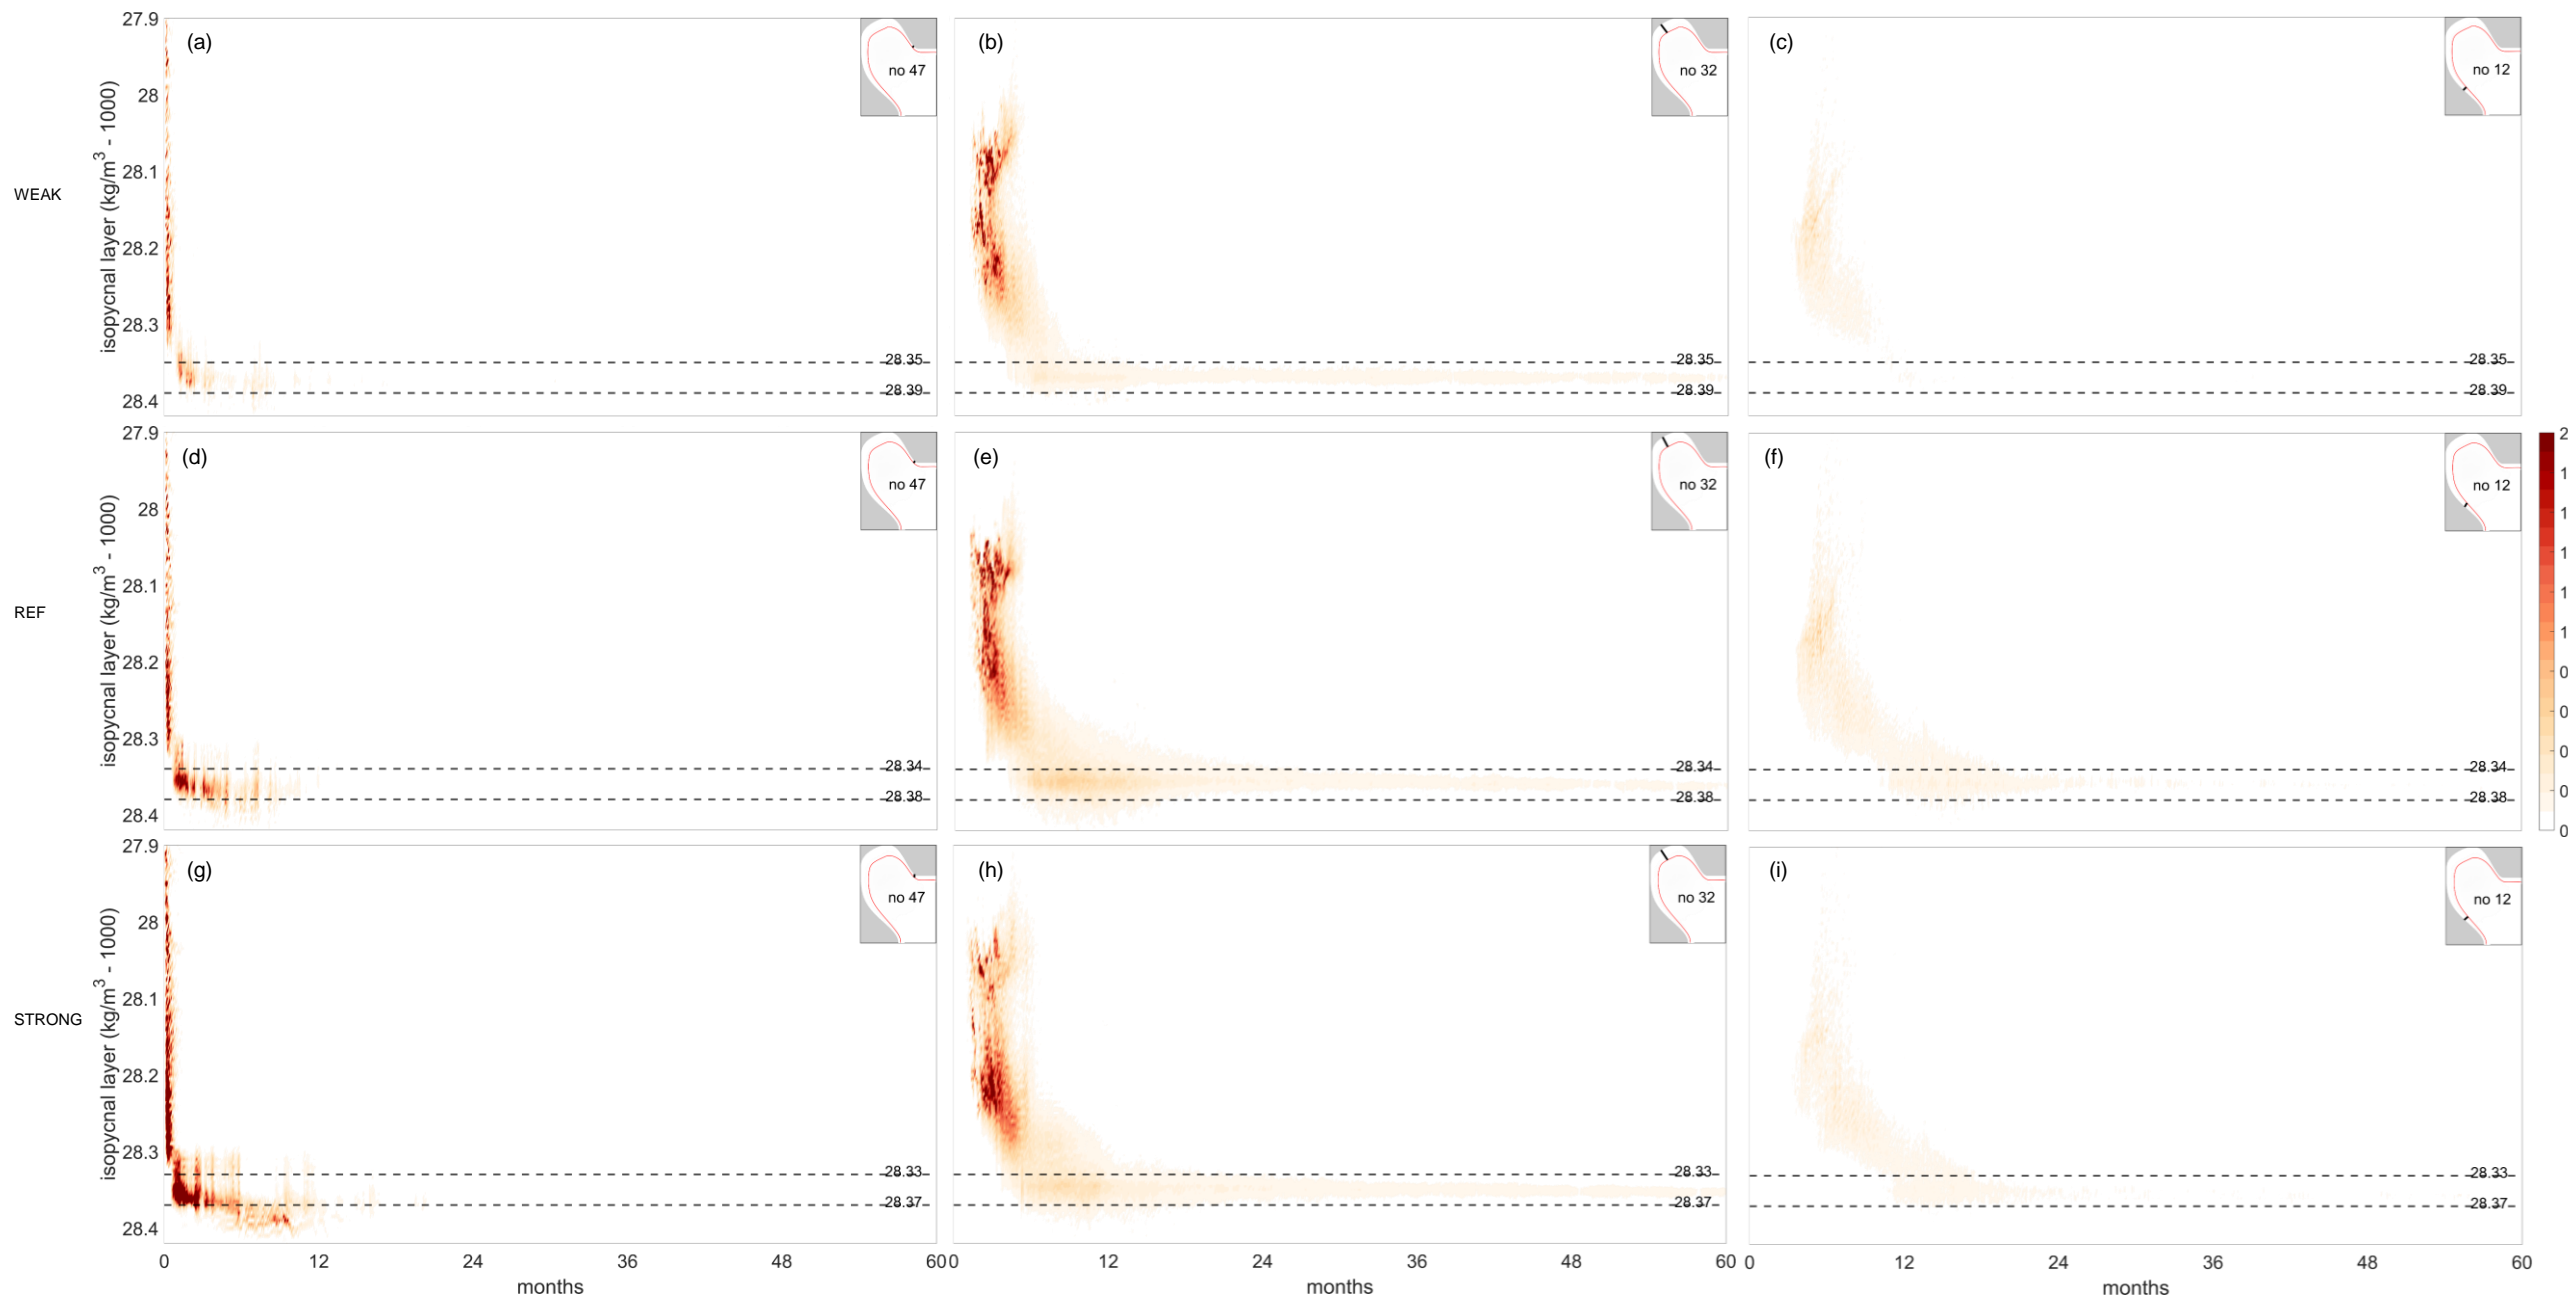 27.9
(a)
no 47
(b)
no 32
(c)
no 12
28
28.1
WEAK
isopycnal layer (kg/m³ - 1000)
28.2
28.3
28.35
28.35
28.35
28.39
28.39
28.39
28.4
27.9
(d)
no 47
(e)
no 32
(f)
no 12
2
1
28
1
1
28.1
1
REF
isopycnal layer (kg/m³ - 1000)
1
28.2
0
0
28.3
0
28.34
28.34
28.34
0
28.38
28.38
28.38
28.4
0
27.9
(g)
no 47
(h)
no 32
(i)
no 12
28
28.1
STRONG
isopycnal layer (kg/m³ - 1000)
28.2
28.3
28.33
28.33
28.33
28.37
28.37
28.37
28.4
0 12 24 36 48 60
0 12 24 36 48 60
0 12 24 36 48 60
months
months
months